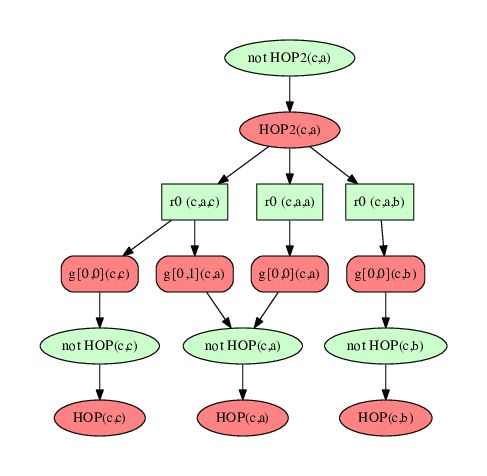 not HOP2(c,a)
HOP2(c,a)
r0 (c,a,c) r0 (c,a,a) r0 (c,a,b)
g[0,0](c,c) g[0,1](c,a) g[0,0](c,a) g[0,0](c,b)
not HOP(c,c) not HOP(c,a) not HOP(c,b)
HOP(c,c) HOP(c,a) HOP(c,b)